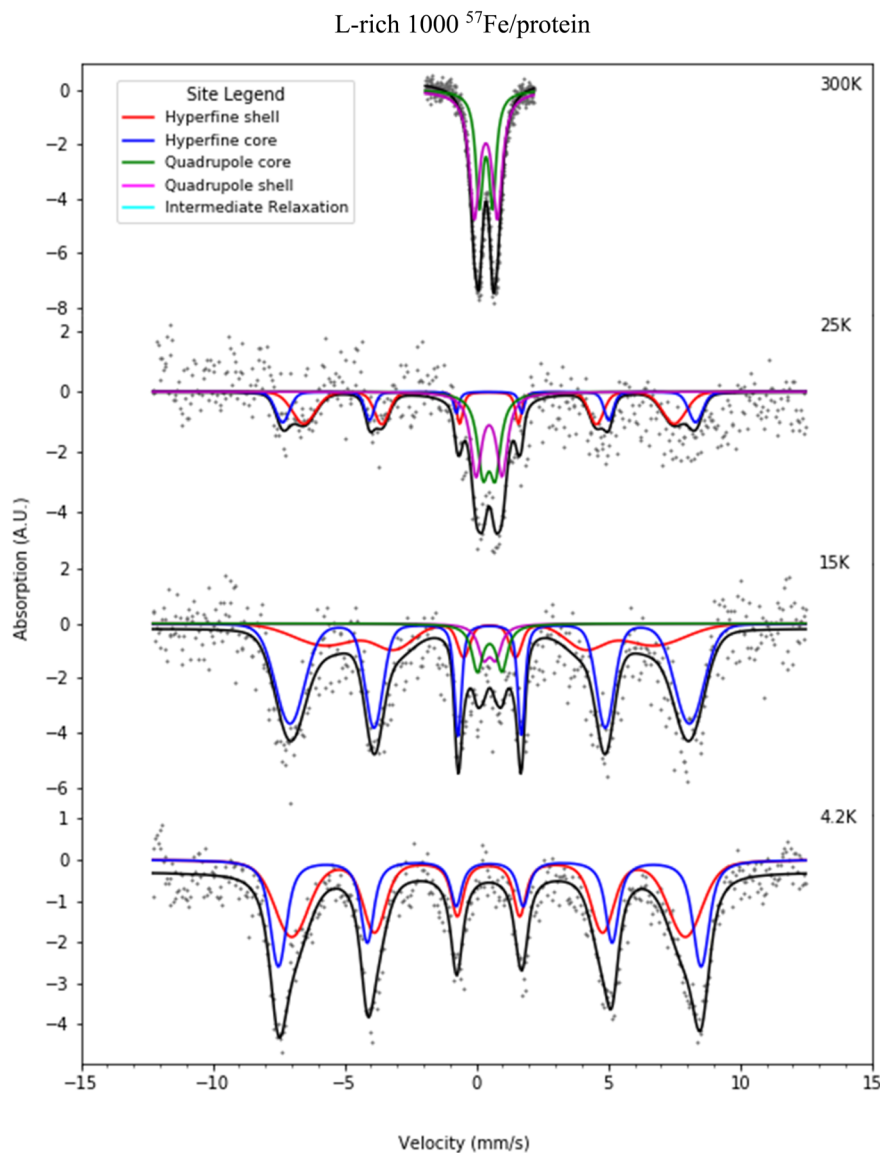 L-rich 1000 ⁵⁷Fe/protein
Site Legend
Hyperfine shell
Hyperfine core
Quadrupole core
Quadrupole shell
Intermediate Relaxation
300K
0
−2
−4
−6
−8
25K
2
0
−2
−4
15K
2
0
−2
−4
−6
4.2K
1
0
−1
−2
−3
−4
Absorption (A.U.)
−15
−10
−5
0
5
10
15
Velocity (mm/s)